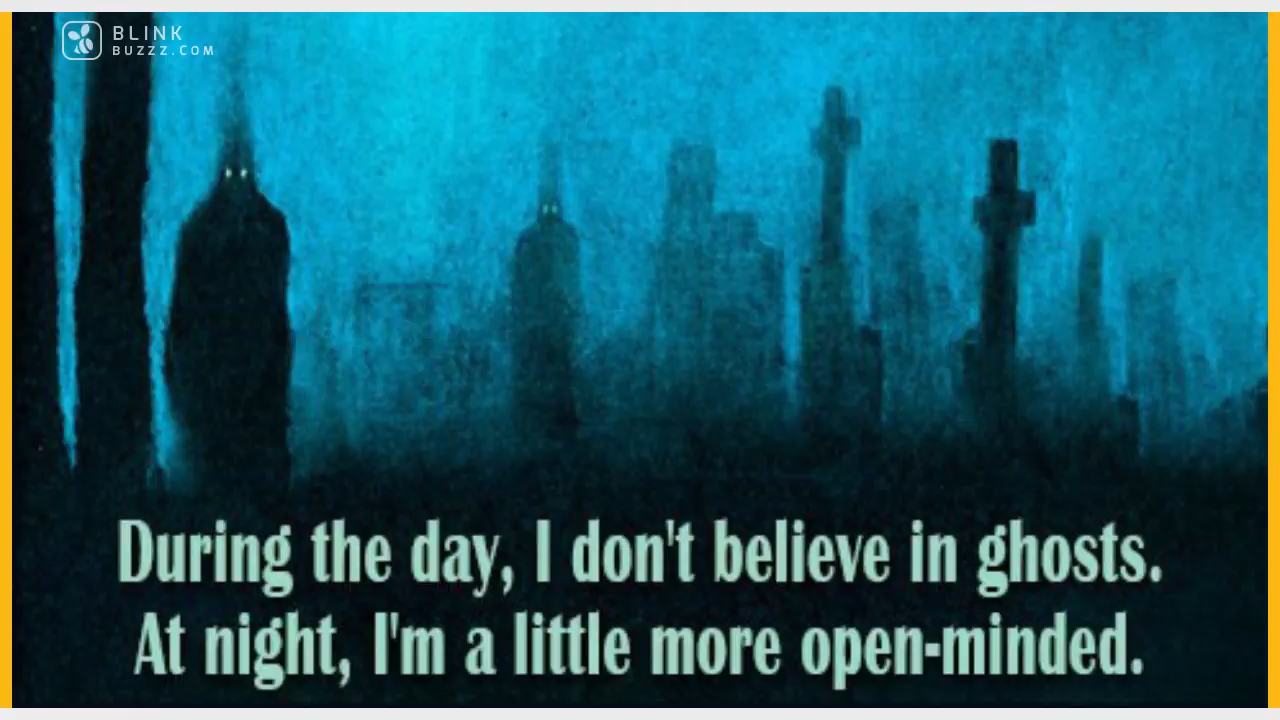 BLINK
BUZZZ.COM
During the day, I don't believe in ghosts.
At night, I'm a little more open-minded.